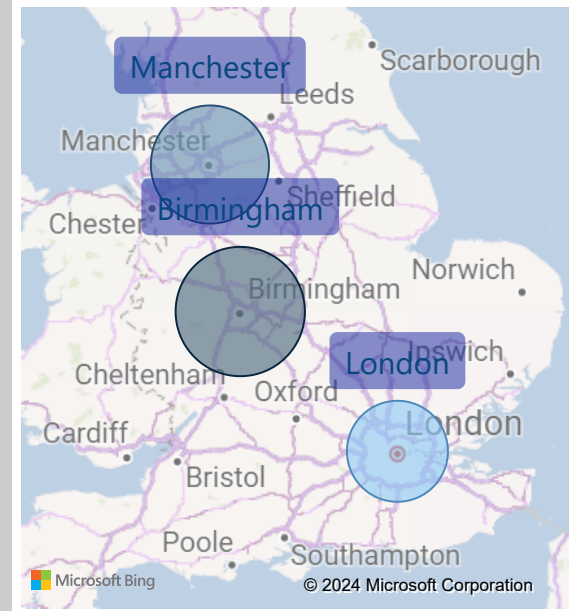 Scarborough
Manchester
Leeds
Manchester
Sheffield
Birmingham
Chester
Norwich
Birmingham
London
Ipswich
Cheltenham
Oxford
London
Cardiff
Bristol
Poole
Southampton
Microsoft Bing
© 2024 Microsoft Corporation